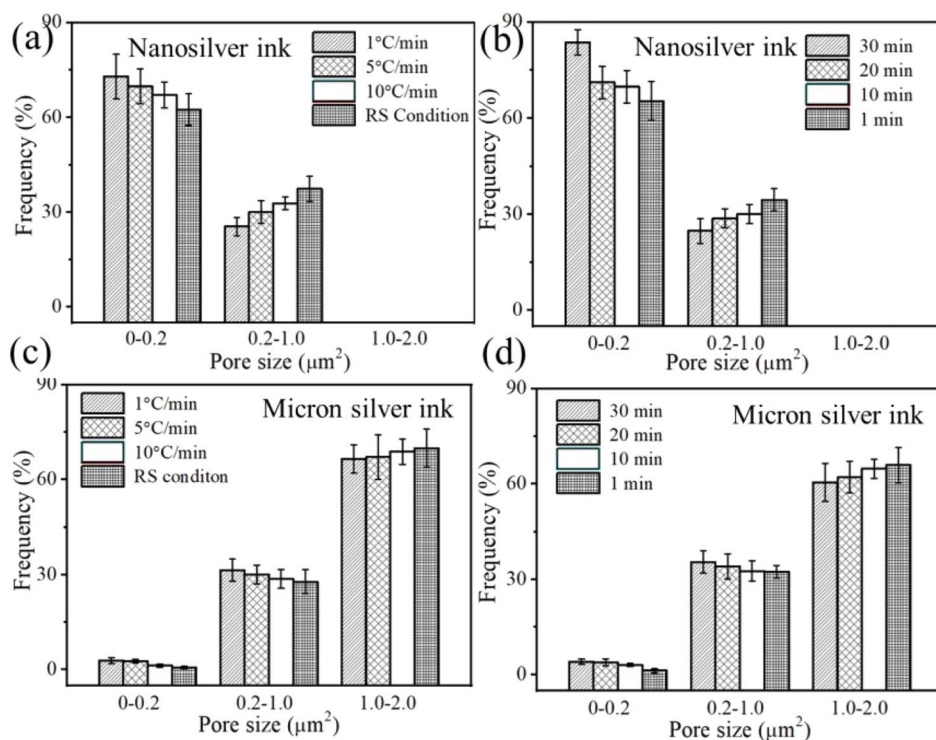 (a)
Nanosilver ink
1°C/min
5°C/min
10°C/min
RS Condition
Frequency (%)
90
60
30
0
0-0.2
0.2-1.0
1.0-2.0
Pore size (μm²)
(b)
Nanosilver ink
30 min
20 min
10 min
1 min
Frequency (%)
90
60
30
0
0-0.2
0.2-1.0
1.0-2.0
Pore size (μm²)
(c)
Micron silver ink
1°C/min
5°C/min
10°C/min
RS conditon
Frequency (%)
90
60
30
0
0-0.2
0.2-1.0
1.0-2.0
Pore size (μm²)
(d)
Micron silver ink
30 min
20 min
10 min
1 min
Frequency (%)
90
60
30
0
0-0.2
0.2-1.0
1.0-2.0
Pore size (μm²)